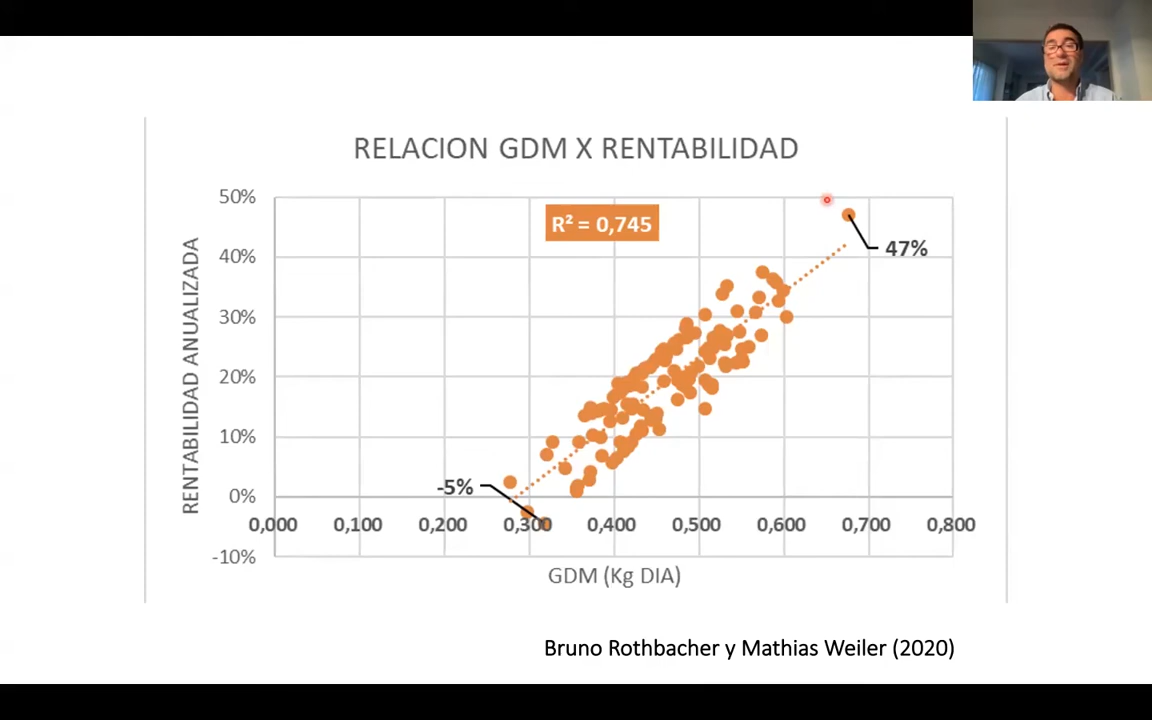 RELACION GDM X RENTABILIDAD
RENTABILIDAD ANUALIZADA
50%
40%
30%
20%
10%
0%
-10%
R² = 0,745
47%
-5%
0,000 0,100 0,200 0,300 0,400 0,500 0,600 0,700 0,800
GDM (Kg DIA)
Bruno Rothbacher y Mathias Weiler (2020)